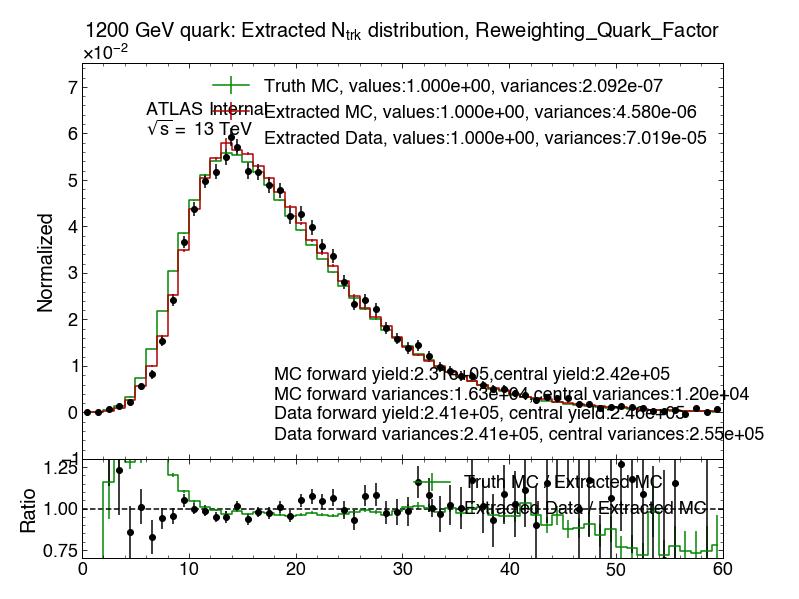 1200 GeV quark: Extracted N_trk distribution, Reweighting_Quark_Factor
×10⁻²
Truth MC, values:1.000e+00, variances:2.092e-07
ATLAS Internal
Extracted MC, values:1.000e+00, variances:4.580e-06
√s = 13 TeV
Extracted Data, values:1.000e+00, variances:7.019e-05
7
6
5
4
3
2
1
0
1
Normalized
MC forward yield:2.31e+05,central yield:2.42e+05
MC forward variances:1.63e+04,central variances:1.20e+04
Data forward yield:2.41e+05, central yield:2.46e+05
Data forward variances:2.41e+05, central variances:2.55e+05
1.25
1.00
0.75
Ratio
Truth MC / Extracted MC
Extracted Data / Extracted MC
0 10 20 30 40 50 60